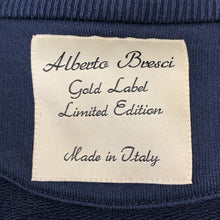 Alberto Bresci
Gold Label
Limited Edition
Made in Italy